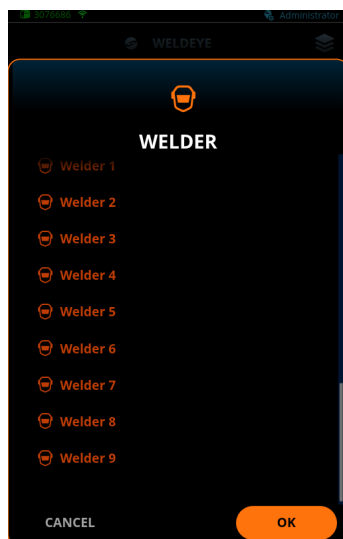 3076686 Administrator
WELDEYE
WELDER
Welder 1
Welder 2
Welder 3
Welder 4
Welder 5
Welder 6
Welder 7
Welder 8
Welder 9
CANCEL OK